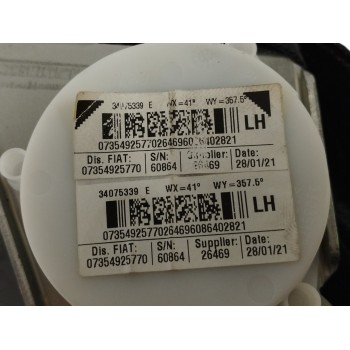 34075339 E WX=41° WY=357.5°
LH
07354925770264696086402821
Dis. FIAT: S/N: Supplier: Date:
07354925770 60864 26469 28/01/21
34075339 E WX=41° WY=357.5°
LH
07354925770264696086402821
Dis. FIAT: S/N: Supplier: Date:
07354925770 60864 26469 28/01/21